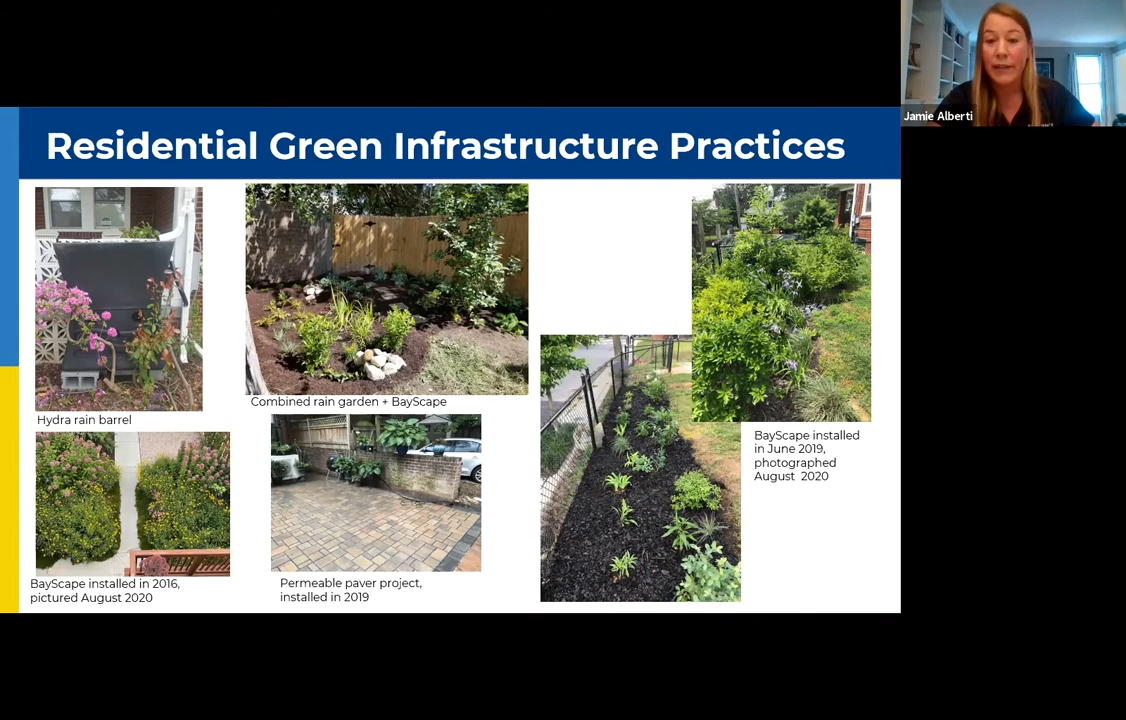 Jamie Alberti
Residential Green Infrastructure Practices
Hydra rain barrel
Combined rain garden + BayScape
BayScape installed in 2016,
pictured August 2020
Permeable paver project,
installed in 2019
BayScape installed
in June 2019,
photographed
August 2020